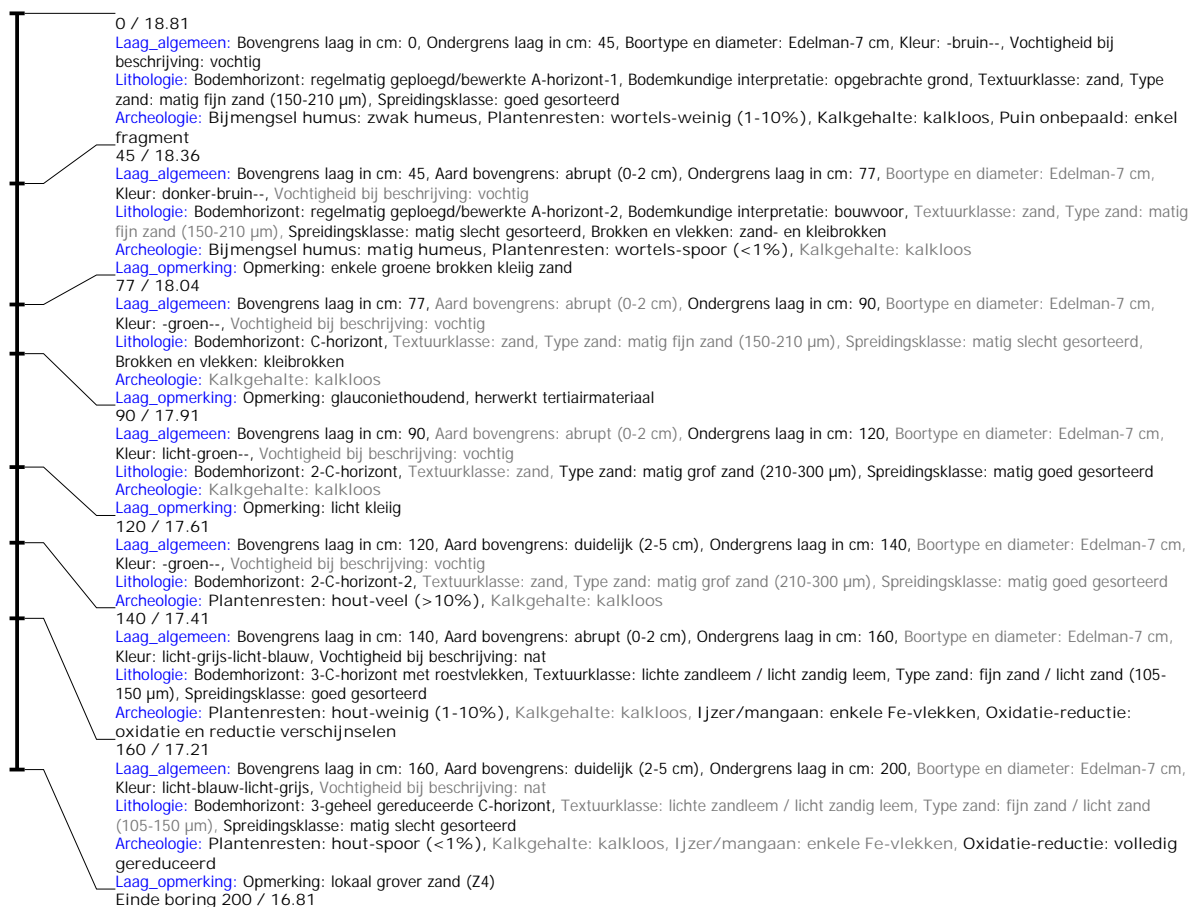 0 / 18.81
Laag_algemeen: Bovengrens laag in cm: 0, Ondergrens laag in cm: 45, Boortype en diameter: Edelman-7 cm, Kleur: -bruin--, Vochtigheid bij
beschrijving: vochtig
Lithologie: Bodemhorizont: regelmatig geploegd/bewerkte A-horizont-1, Bodemkundige interpretatie: opgebrachte grond, Textuurklasse: zand, Type
zand: matig fijn zand (150-210 µm), Spreidingsklasse: goed gesorteerd
Archeologie: Bijmengsel humus: zwak humeus, Plantenresten: wortels-weinig (1-10%), Kalkgehalte: kalkloos, Puin onbepaald: enkel
fragment
45 / 18.36
Laag_algemeen: Bovengrens laag in cm: 45, Aard bovengrens: abrupt (0-2 cm), Ondergrens laag in cm: 77, Boortype en diameter: Edelman-7 cm,
Kleur: donker-bruin--, Vochtigheid bij beschrijving: vochtig
Lithologie: Bodemhorizont: regelmatig geploegd/bewerkte A-horizont-2, Bodemkundige interpretatie: bouwvoor, Textuurklasse: zand, Type zand: matig
fijn zand (150-210 µm), Spreidingsklasse: matig slecht gesorteerd, Brokken en vlekken: zand- en kleibrokken
Archeologie: Bijmengsel humus: matig humeus, Plantenresten: wortels-spoor (<1%), Kalkgehalte: kalkloos
Laag_opmerking: Opmerking: enkele groene brokken kleiig zand
77 / 18.04
Laag_algemeen: Bovengrens laag in cm: 77, Aard bovengrens: abrupt (0-2 cm), Ondergrens laag in cm: 90, Boortype en diameter: Edelman-7 cm,
Kleur: -groen--, Vochtigheid bij beschrijving: vochtig
Lithologie: Bodemhorizont: C-horizont, Textuurklasse: zand, Type zand: matig fijn zand (150-210 µm), Spreidingsklasse: matig slecht gesorteerd,
Brokken en vlekken: kleibrokken
Archeologie: Kalkgehalte: kalkloos
Laag_opmerking: Opmerking: glauconiethoudend, herwerkt tertiairmateriaal
90 / 17.91
Laag_algemeen: Bovengrens laag in cm: 90, Aard bovengrens: abrupt (0-2 cm), Ondergrens laag in cm: 120, Boortype en diameter: Edelman-7 cm,
Kleur: licht-groen--, Vochtigheid bij beschrijving: vochtig
Lithologie: Bodemhorizont: 2-C-horizont, Textuurklasse: zand, Type zand: matig grof zand (210-300 µm), Spreidingsklasse: matig goed gesorteerd
Archeologie: Kalkgehalte: kalkloos
Laag_opmerking: Opmerking: licht kleiig
120 / 17.61
Laag_algemeen: Bovengrens laag in cm: 120, Aard bovengrens: duidelijk (2-5 cm), Ondergrens laag in cm: 140, Boortype en diameter: Edelman-7 cm,
Kleur: -groen--, Vochtigheid bij beschrijving: vochtig
Lithologie: Bodemhorizont: 2-C-horizont-2, Textuurklasse: zand, Type zand: matig grof zand (210-300 µm), Spreidingsklasse: matig goed gesorteerd
Archeologie: Plantenresten: hout-veel (>10%), Kalkgehalte: kalkloos
140 / 17.41
Laag_algemeen: Bovengrens laag in cm: 140, Aard bovengrens: abrupt (0-2 cm), Ondergrens laag in cm: 160, Boortype en diameter: Edelman-7 cm,
Kleur: licht-grijs-licht-blauw, Vochtigheid bij beschrijving: nat
Lithologie: Bodemhorizont: 3-C-horizont met roestvlekken, Textuurklasse: lichte zandleem / licht zandig leem, Type zand: fijn zand / licht zand (105-
150 µm), Spreidingsklasse: goed gesorteerd
Archeologie: Plantenresten: hout-weinig (1-10%), Kalkgehalte: kalkloos, Ijzer/mangaan: enkele Fe-vlekken, Oxidatie-reductie:
oxidatie en reductie verschijnselen
160 / 17.21
Laag_algemeen: Bovengrens laag in cm: 160, Aard bovengrens: duidelijk (2-5 cm), Ondergrens laag in cm: 200, Boortype en diameter: Edelman-7 cm,
Kleur: licht-blauw-licht-grijs, Vochtigheid bij beschrijving: nat
Lithologie: Bodemhorizont: 3-geheel gereduceerde C-horizont, Textuurklasse: lichte zandleem / licht zandig leem, Type zand: fijn zand / licht zand
(105-150 µm), Spreidingsklasse: matig slecht gesorteerd
Archeologie: Plantenresten: hout-spoor (<1%), Kalkgehalte: kalkloos, Ijzer/mangaan: enkele Fe-vlekken, Oxidatie-reductie: volledig
gereduceerd
Laag_opmerking: Opmerking: lokaal grover zand (Z4)
Einde boring 200 / 16.81